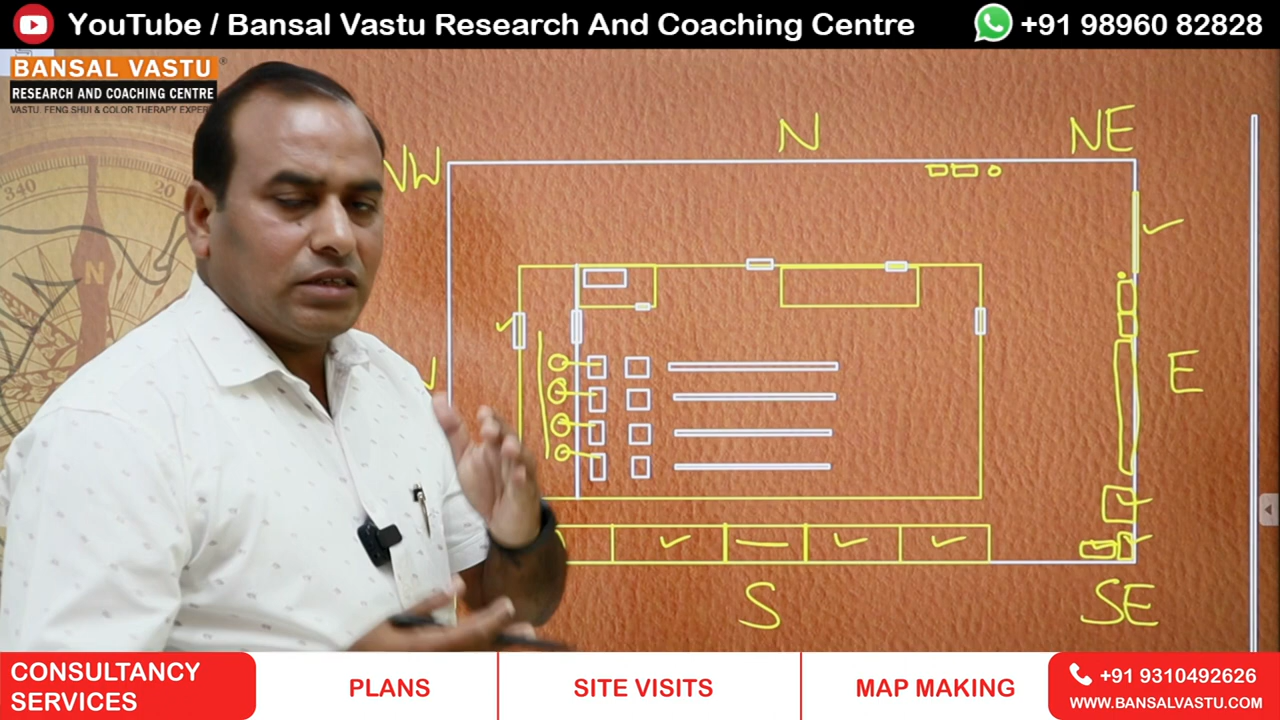 YouTube / Bansal Vastu Research And Coaching Centre
+91 98960 82828
BANSAL VASTU®
RESEARCH AND COACHING CENTRE
VASTU, FENG SHUI & COLOR THERAPY EXPER
340
20
N
N
NE
NW
E
S
SE
CONSULTANCY
SERVICES
PLANS
SITE VISITS
MAP MAKING
+91 9310492626
WWW.BANSALVASTU.COM